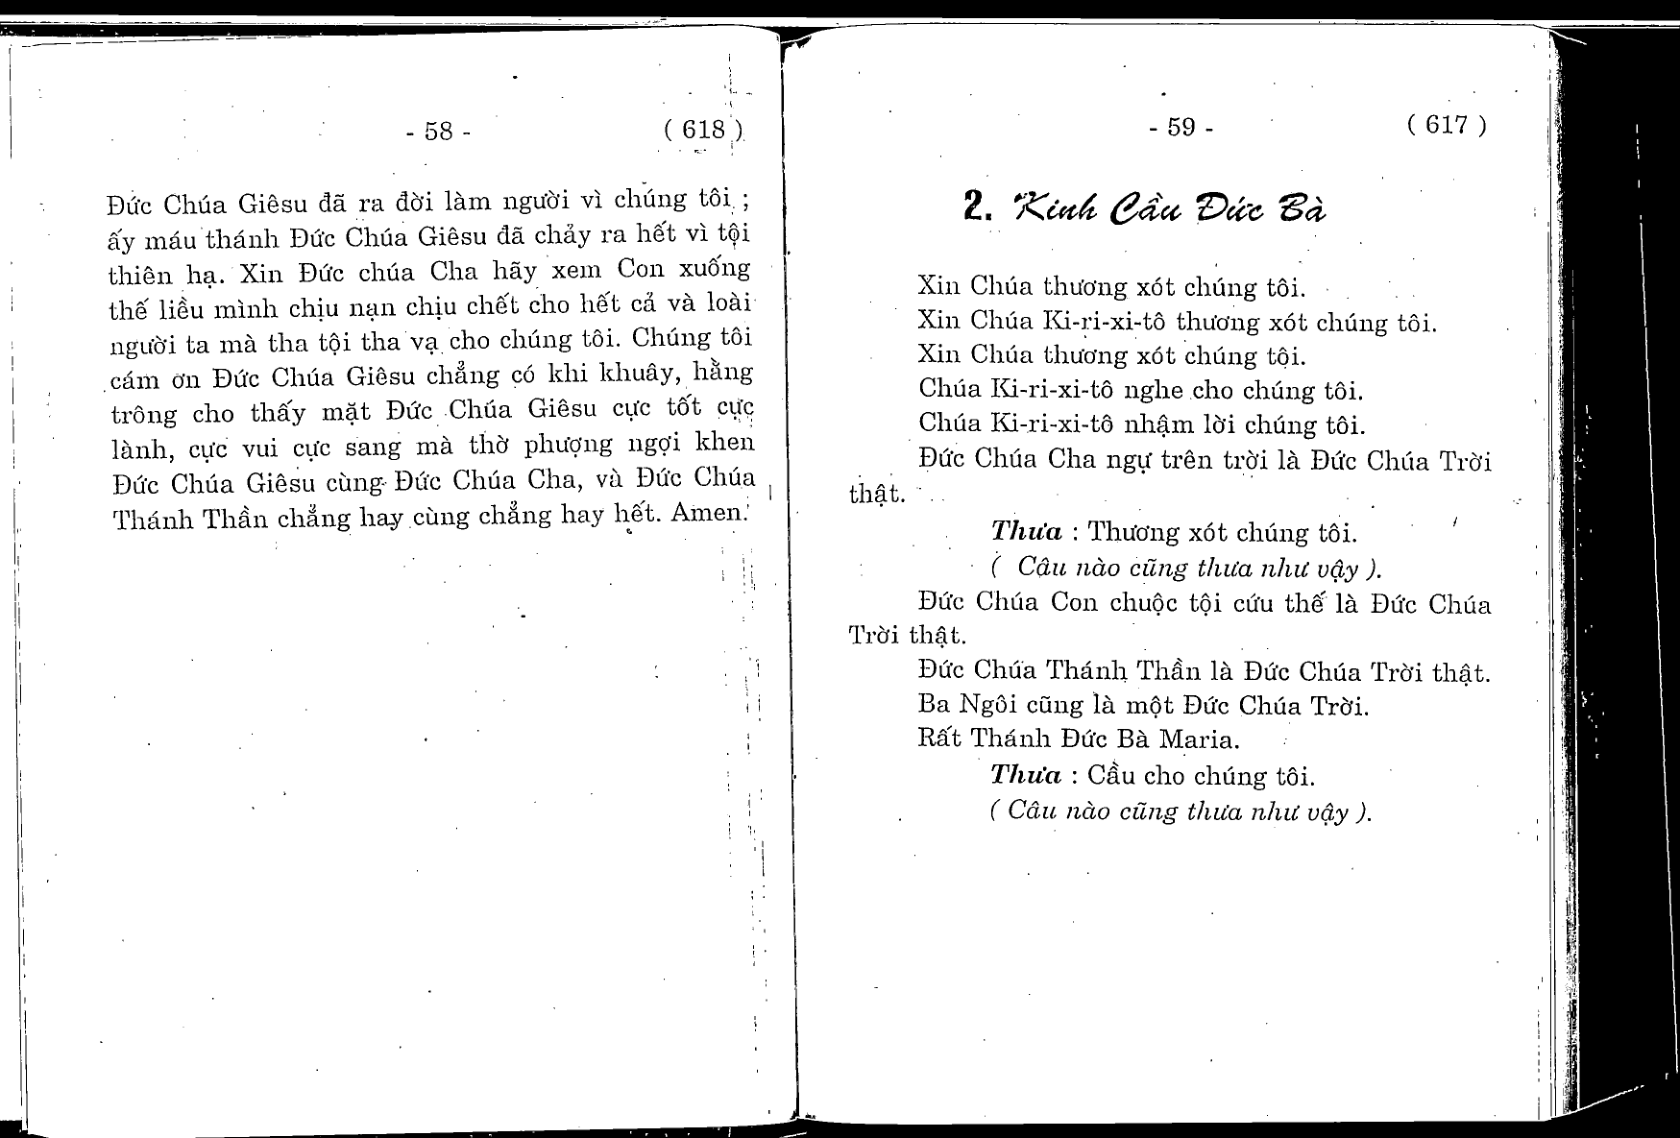 - 58 - ( 618 )
Đức Chúa Giêsu đã ra đời làm người vì chúng tôi ;
ấy máu thánh Đức Chúa Giêsu đã chảy ra hết vì tội
thiên hạ. Xin Đức chúa Cha hãy xem Con xuống
thế liều mình chịu nạn chịu chết cho hết cả và loài
người ta mà tha tội tha vạ cho chúng tôi. Chúng tôi
cám ơn Đức Chúa Giêsu chẳng có khi khuây, hằng
trông cho thấy mặt Đức Chúa Giêsu cực tốt cực
lành, cực vui cực sang mà thờ phượng ngợi khen
Đức Chúa Giêsu cùng Đức Chúa Cha, và Đức Chúa
Thánh Thần chẳng hay cùng chẳng hay hết. Amen.
- 59 - ( 617 )
2. Kinh Cầu Đức Bà
Xin Chúa thương xót chúng tôi.
Xin Chúa Ki-ri-xi-tô thương xót chúng tôi.
Xin Chúa thương xót chúng tôi.
Chúa Ki-ri-xi-tô nghe cho chúng tôi.
Chúa Ki-ri-xi-tô nhậm lời chúng tôi.
Đức Chúa Cha ngự trên trời là Đức Chúa Trời
thật.
Thưa : Thương xót chúng tôi.
( Câu nào cũng thưa như vậy ).
Đức Chúa Con chuộc tội cứu thế là Đức Chúa
Trời thật.
Đức Chúa Thánh Thần là Đức Chúa Trời thật.
Ba Ngôi cũng là một Đức Chúa Trời.
Rất Thánh Đức Bà Maria.
Thưa : Cầu cho chúng tôi.
( Câu nào cũng thưa như vậy ).